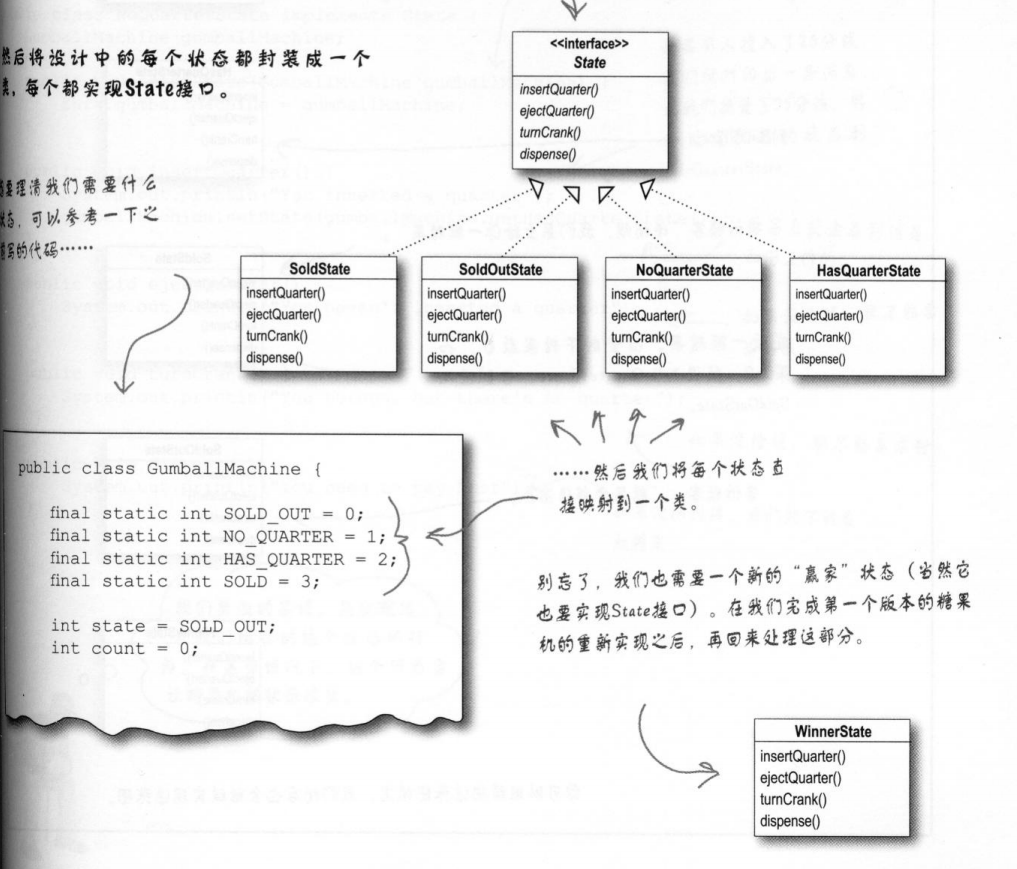 然后将设计中的每个状态都封装成一个
类，每个都实现State接口。
<<interface>>
State
insertQuarter()
ejectQuarter()
turnCrank()
dispense()
要理清我们需要什么
状态，可以参考一下之
的代码……
SoldState
insertQuarter()
ejectQuarter()
turnCrank()
dispense()
SoldOutState
insertQuarter()
ejectQuarter()
turnCrank()
dispense()
NoQuarterState
insertQuarter()
ejectQuarter()
turnCrank()
dispense()
HasQuarterState
insertQuarter()
ejectQuarter()
turnCrank()
dispense()
public class GumballMachine {
final static int SOLD_OUT = 0;
final static int NO_QUARTER = 1;
final static int HAS_QUARTER = 2;
final static int SOLD = 3;
int state = SOLD_OUT;
int count = 0;
……然后我们将每个状态直
接映射到一个类。
别忘了，我们也需要一个新的“赢家”状态（当然它
也要实现State接口）。在我们完成第一个版本的糖果
机的重新实现之后，再回来处理这部分。
WinnerState
insertQuarter()
ejectQuarter()
turnCrank()
dispense()